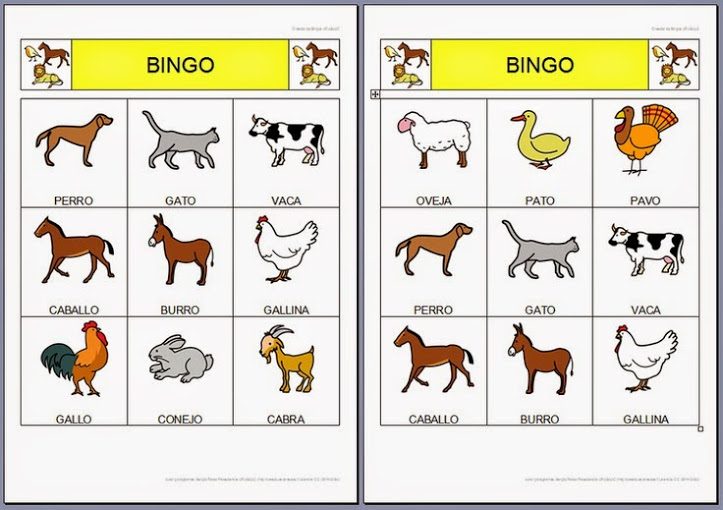 BINGO
PERRO
GATO
VACA
CABALLO
BURRO
GALLINA
GALLO
CONEJO
CABRA
BINGO
OVEJA
PATO
PAVO
PERRO
GATO
VACA
CABALLO
BURRO
GALLINA